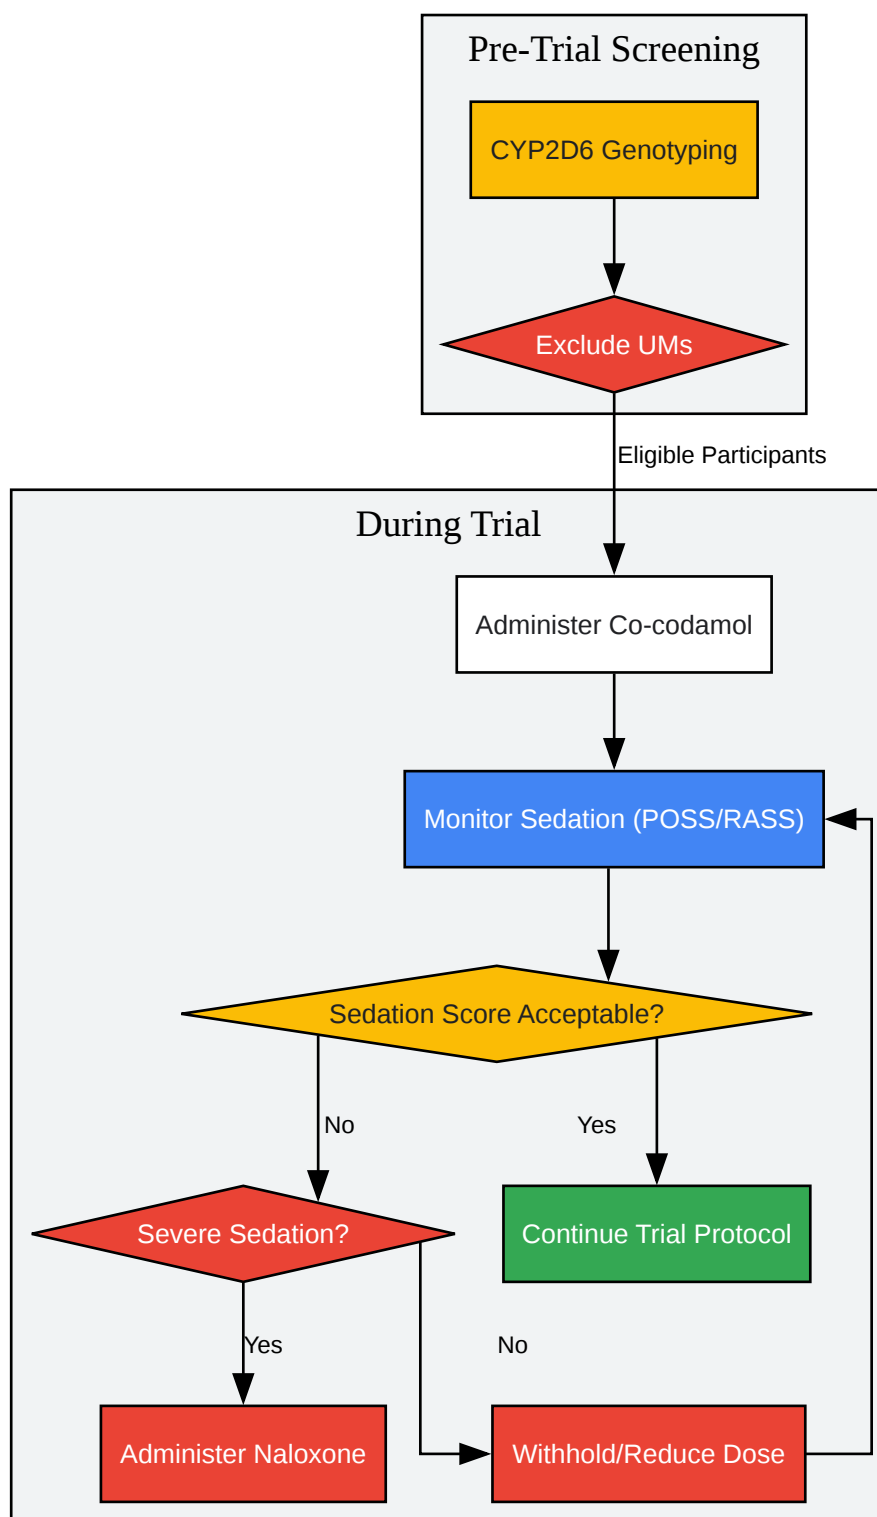 Pre-Trial Screening
CYP2D6 Genotyping
Exclude UMs
Eligible Participants
During Trial
Administer Co-codamol
Monitor Sedation (POSS/RASS)
Sedation Score Acceptable?
No
Yes
Severe Sedation?
Continue Trial Protocol
Yes
No
Administer Naloxone
Withhold/Reduce Dose